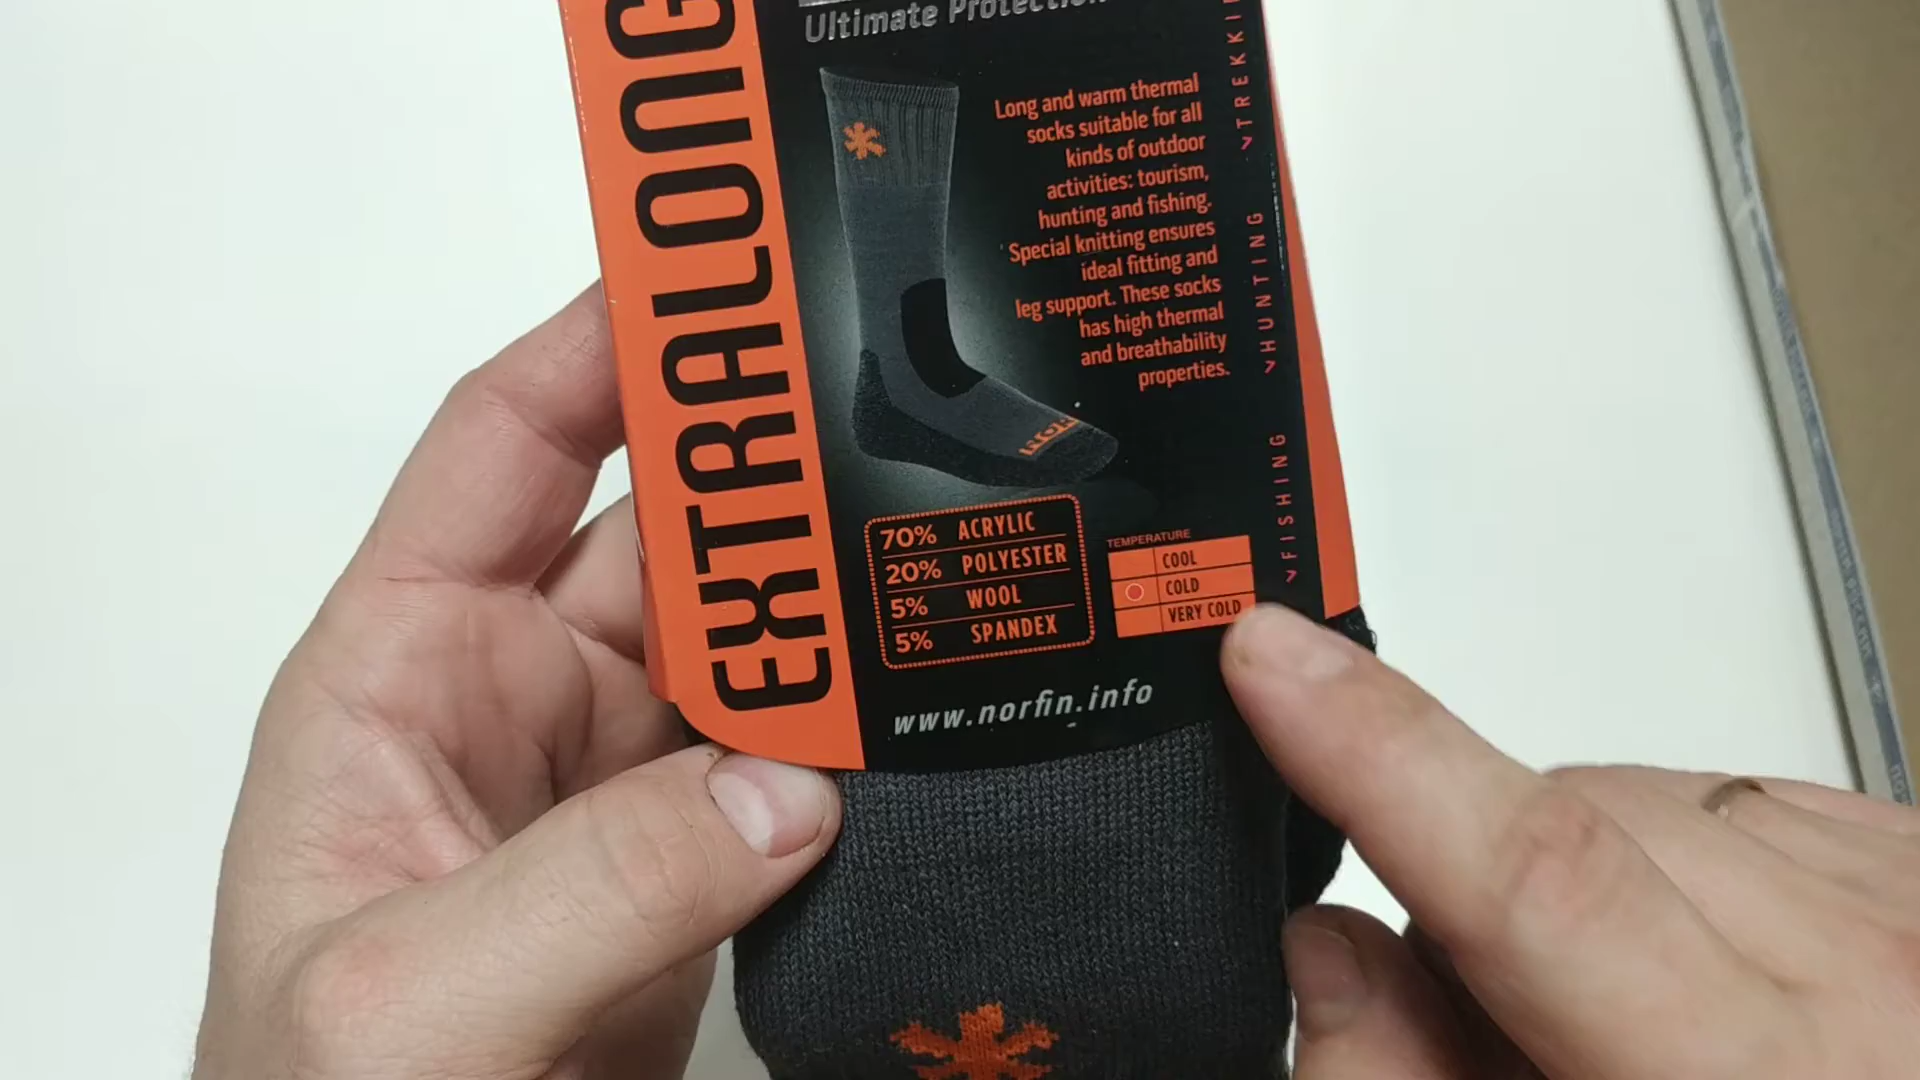 Ultimate Protection
EXTRALONG
Long and warm thermal
socks suitable for all
kinds of outdoor
activities: tourism,
hunting and fishing.
Special knitting ensures
ideal fitting and
leg support. These socks
has high thermal
and breathability
properties.
HUNTING
FISHING
70% ACRYLIC
20% POLYESTER
5% WOOL
5% SPANDEX
TEMPERATURE
COOL
COLD
VERY COLD
www.norfin.info